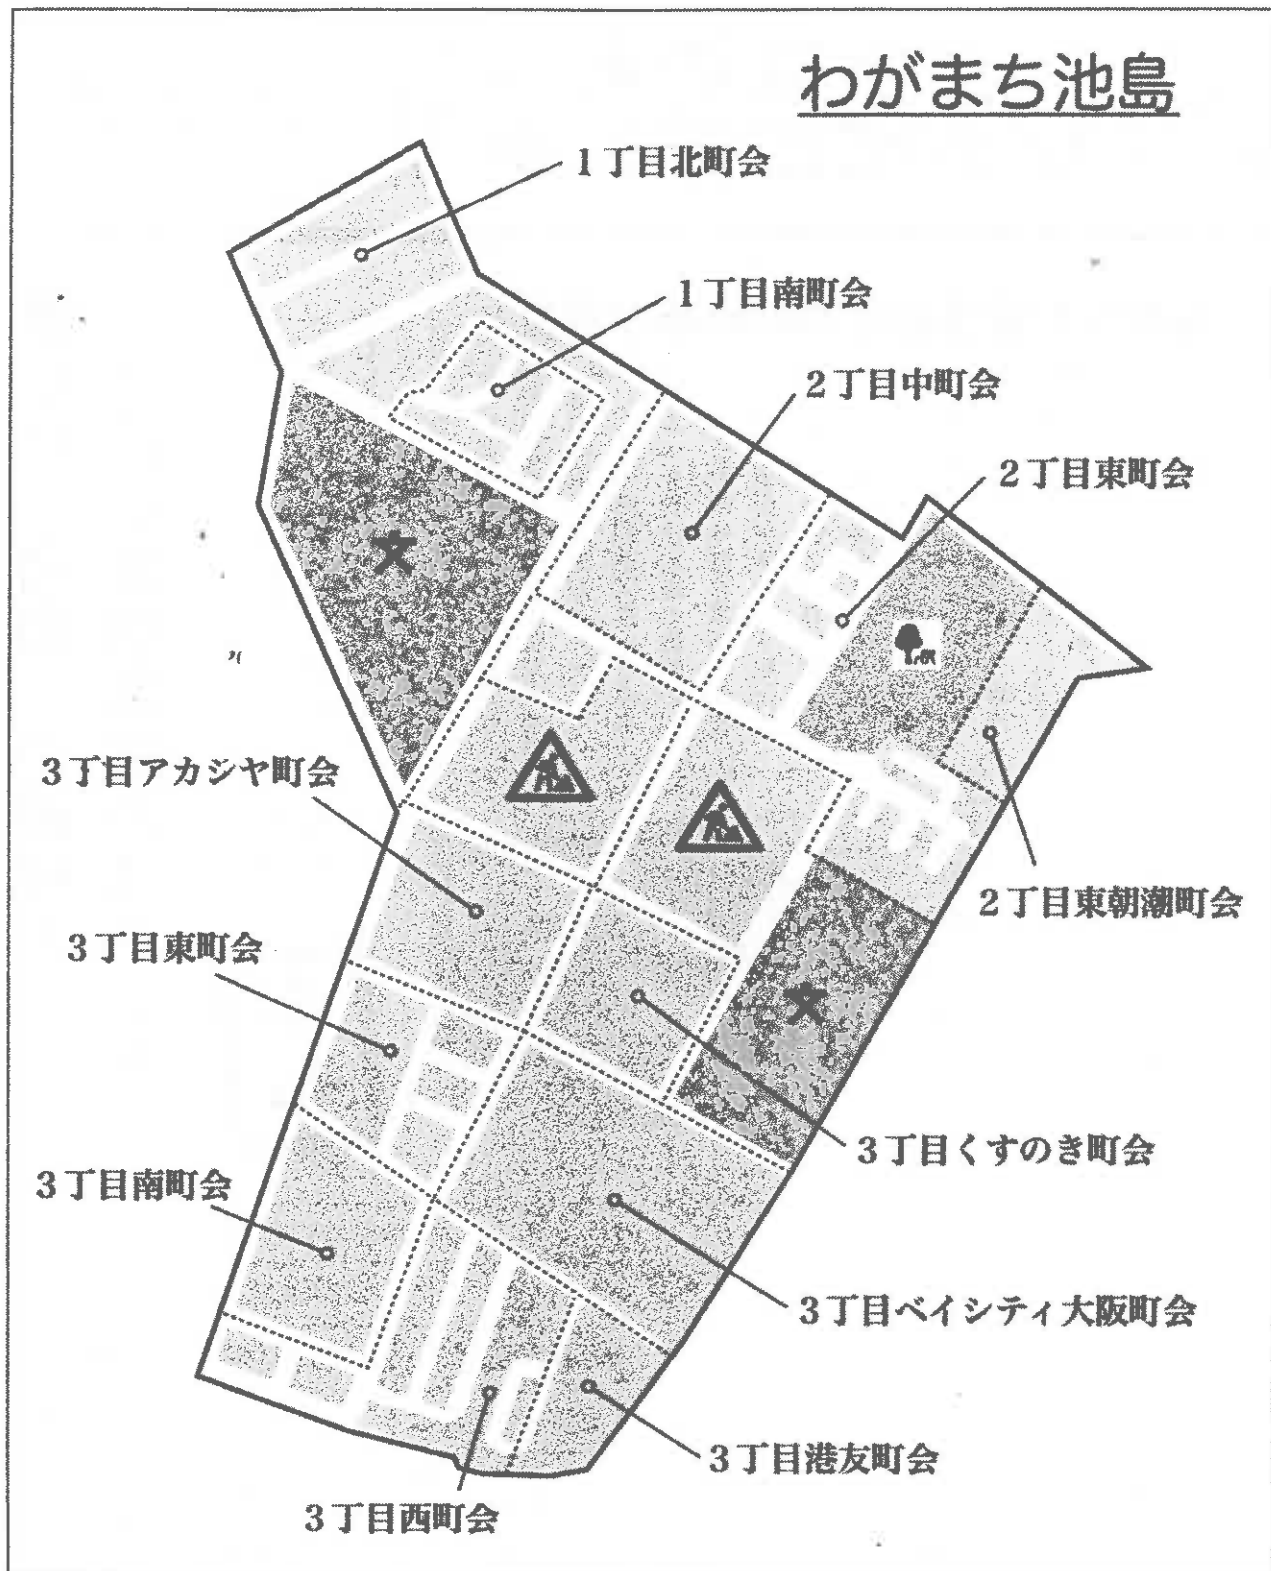 わがまち池島
1丁目北町会
1丁目南町会
2丁目中町会
2丁目東町会
3丁目アカシヤ町会
2丁目東朝潮町会
3丁目東町会
3丁目くすのき町会
3丁目南町会
3丁目ベイシティ大阪町会
3丁目港友町会
3丁目西町会
文
文